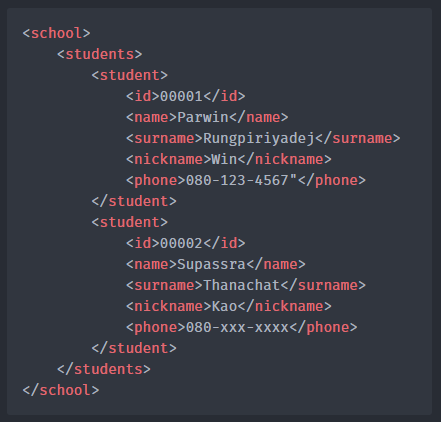 <school>
    <students>
        <student>
            <id>00001</id>
            <name>Parwin</name>
            <surname>Rungpiriyadej</surname>
            <nickname>Win</nickname>
            <phone>080-123-4567"</phone>
        </student>
        <student>
            <id>00002</id>
            <name>Supassra</name>
            <surname>Thanachat</surname>
            <nickname>Kao</nickname>
            <phone>080-xxx-xxxx</phone>
        </student>
    </students>
</school>